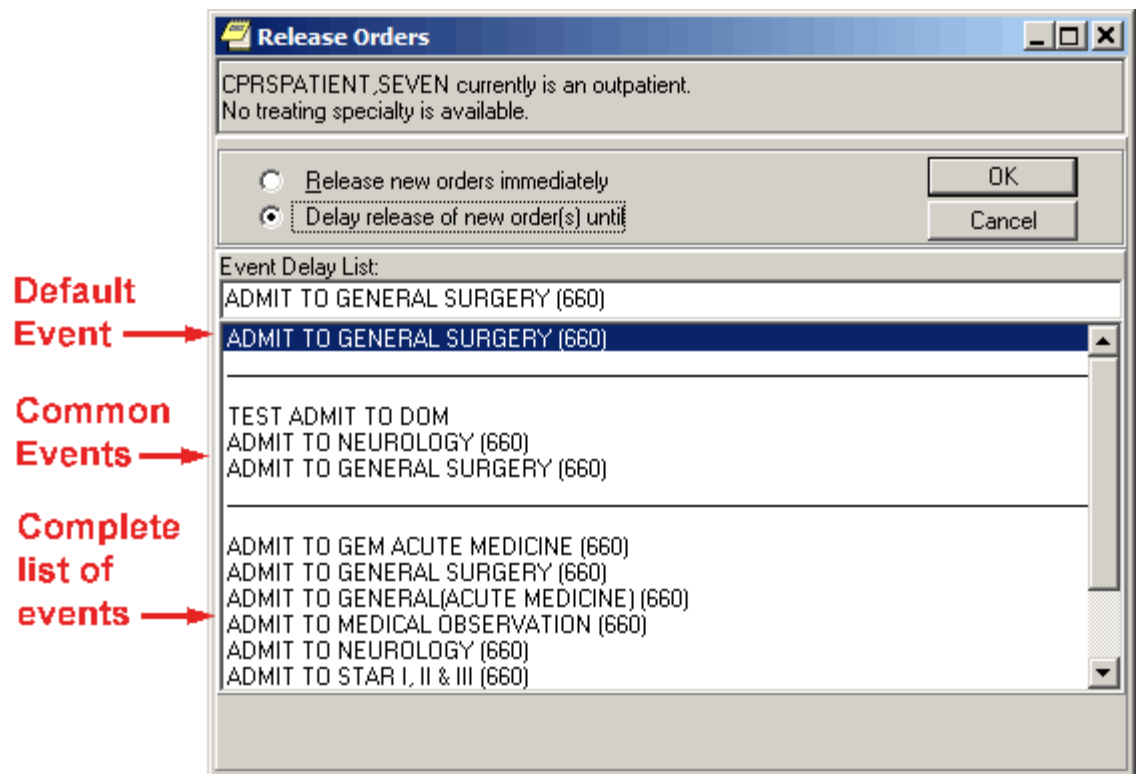 Release Orders
CPRSPATIENT,SEVEN currently is an outpatient.
No treating specialty is available.
Release new orders immediately
OK
Delay release of new order(s) until
Cancel
Event Delay List:
ADMIT TO GENERAL SURGERY (660)
Default
Event
ADMIT TO GENERAL SURGERY (660)
Common
Events
TEST ADMIT TO DOM
ADMIT TO NEUROLOGY (660)
ADMIT TO GENERAL SURGERY (660)
Complete
list of
events
ADMIT TO GEM ACUTE MEDICINE (660)
ADMIT TO GENERAL SURGERY (660)
ADMIT TO GENERAL(ACUTE MEDICINE) (660)
ADMIT TO MEDICAL OBSERVATION (660)
ADMIT TO NEUROLOGY (660)
ADMIT TO STAR I, II & III (660)